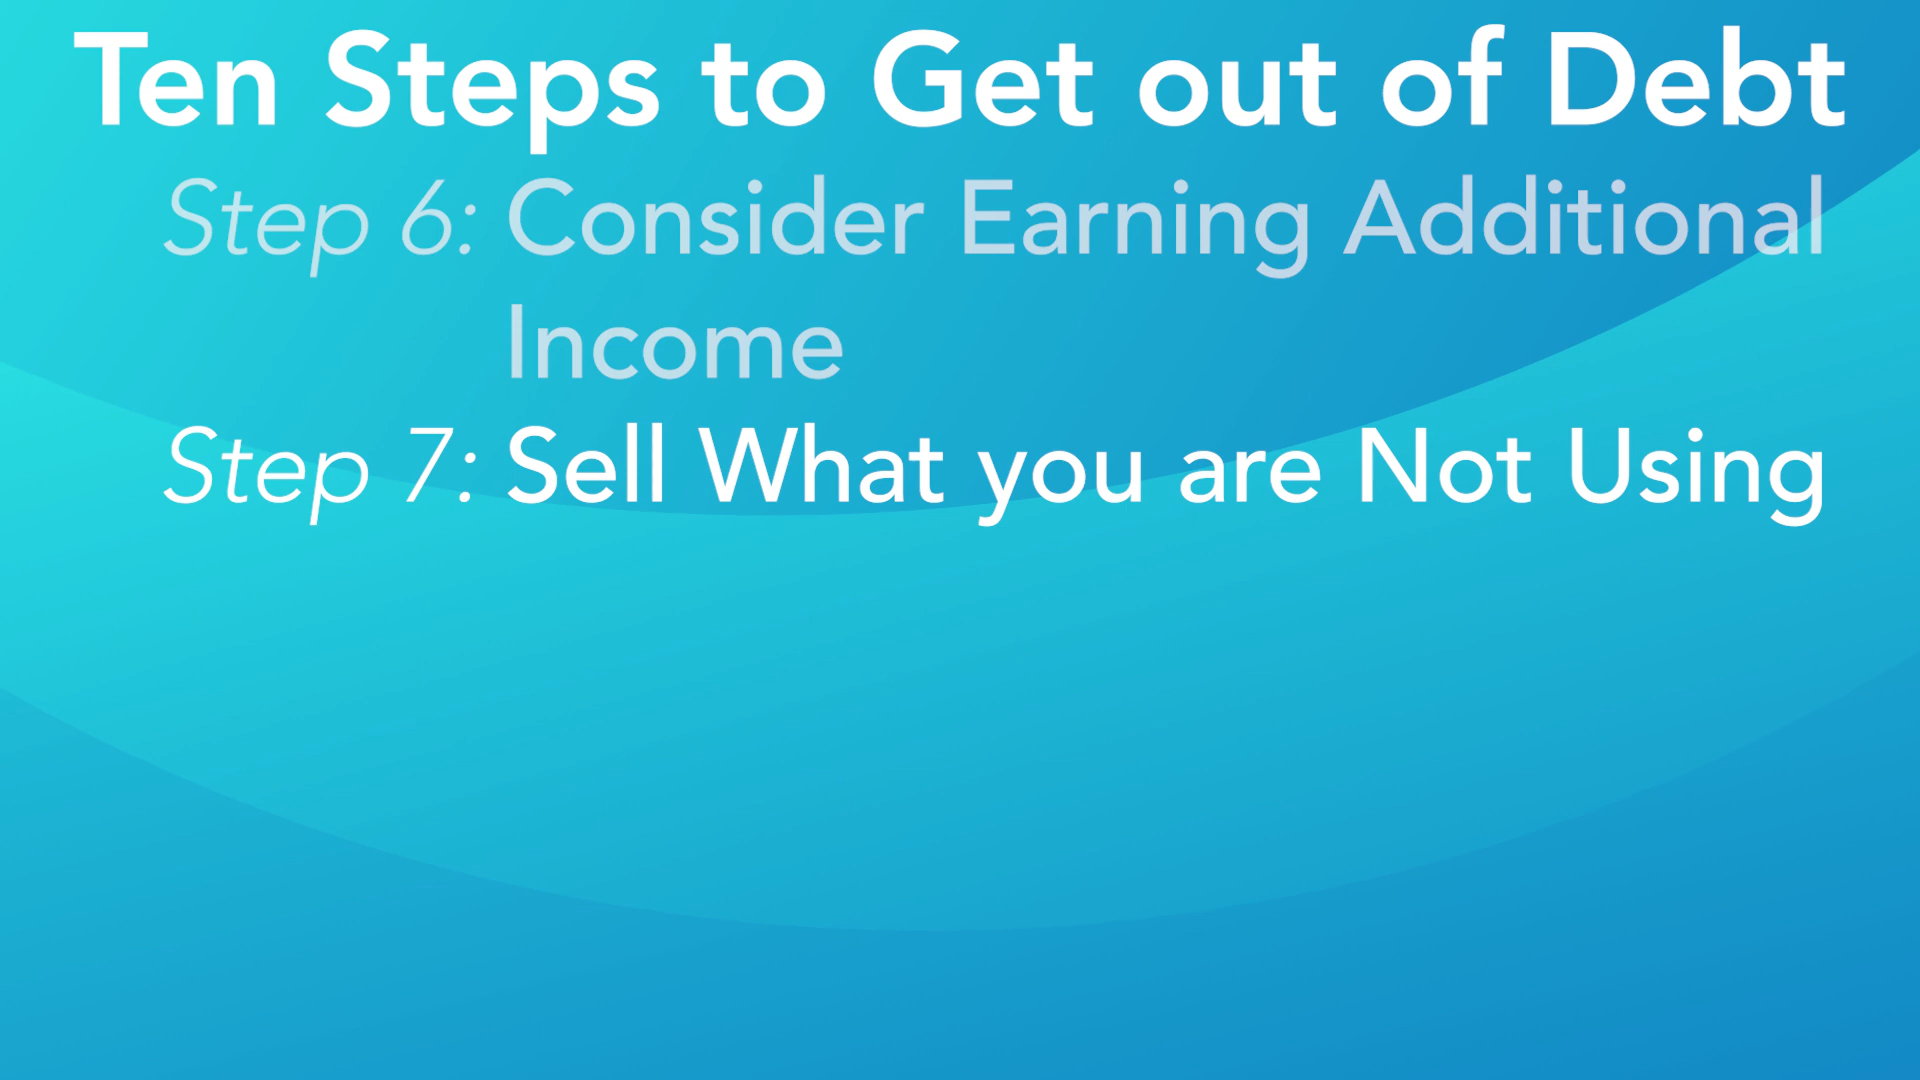 Ten Steps to Get out of Debt
Step 6: Consider Earning Additional
Income
Step 7: Sell What you are Not Using